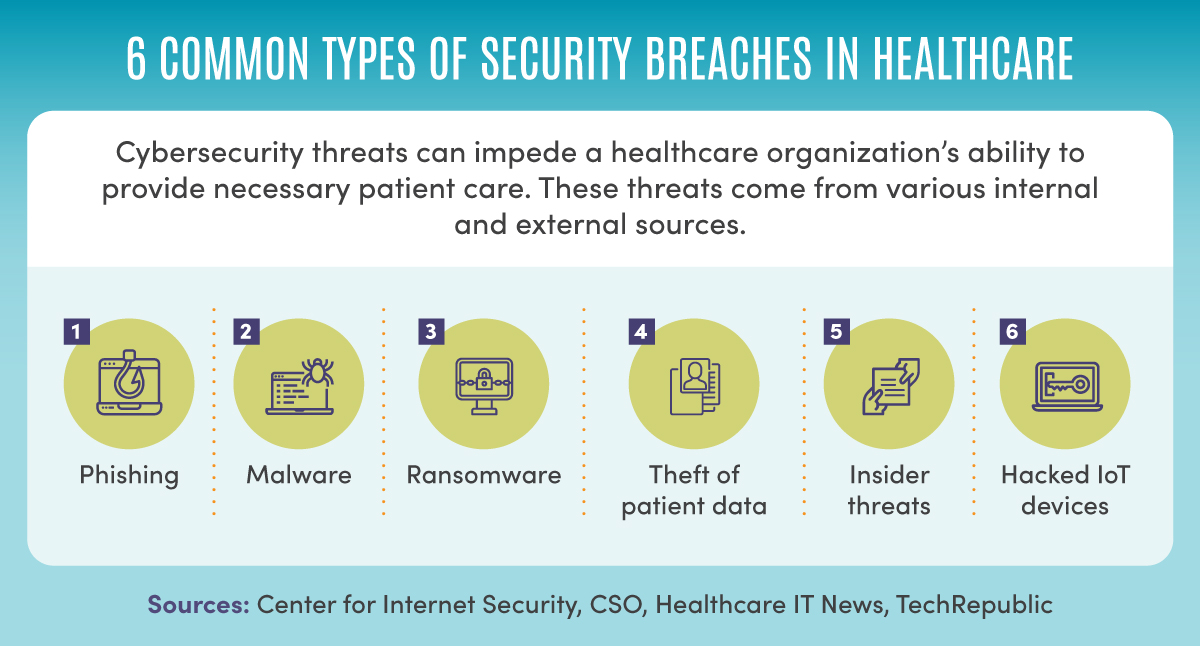 6 COMMON TYPES OF SECURITY BREACHES IN HEALTHCARE
Cybersecurity threats can impede a healthcare organization’s ability to
provide necessary patient care. These threats come from various internal
and external sources.
1
Phishing
2
Malware
3
Ransomware
4
Theft of
patient data
5
Insider
threats
6
Hacked IoT
devices
Sources: Center for Internet Security, CSO, Healthcare IT News, TechRepublic